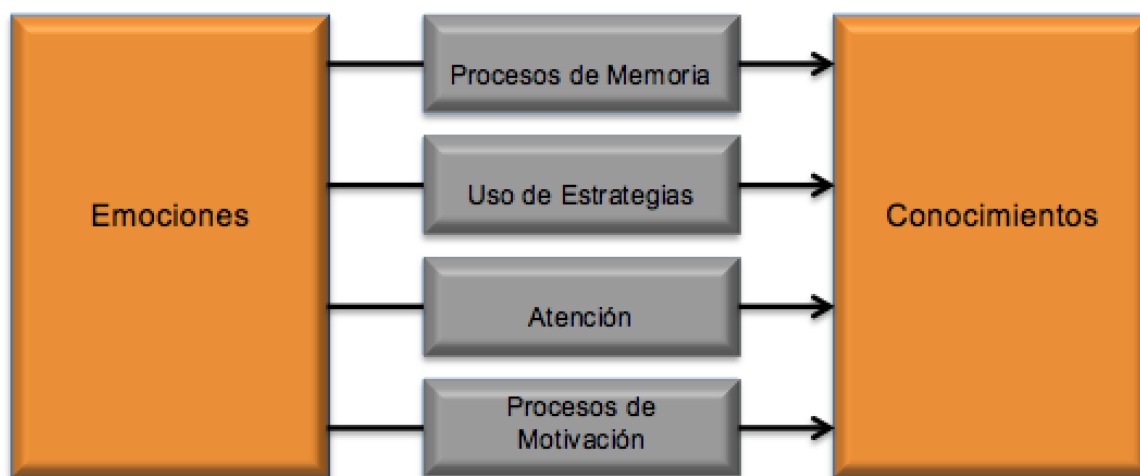 Emociones
Procesos de Memoria
Uso de Estrategias
Atención
Procesos de
Motivación
Conocimientos